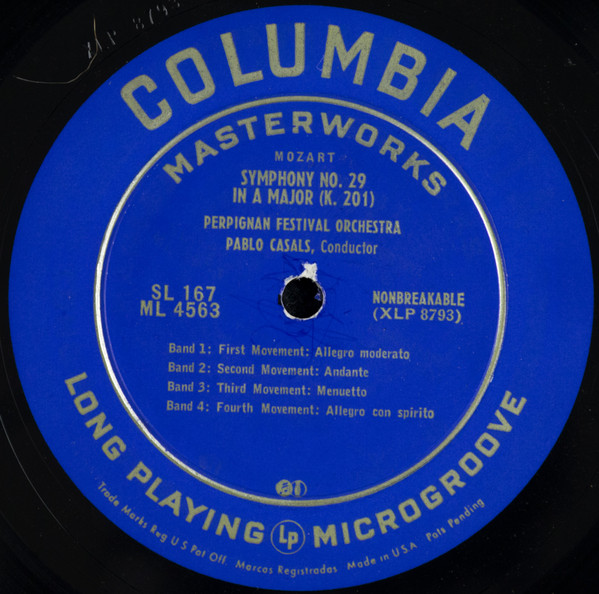 COLUMBIA
MASTERWORKS
MOZART
SYMPHONY NO. 29
IN A MAJOR (K. 201)
PERPIGNAN FESTIVAL ORCHESTRA
PABLO CASALS, Conductor
SL 167
ML 4563
NONBREAKABLE
(XLP 8793)
Band 1: First Movement: Allegro moderato
Band 2: Second Movement: Andante
Band 3: Third Movement: Menuetto
Band 4: Fourth Movement: Allegro con spirito
LONG PLAYING Lp MICROGROOVE
Trade Marks Reg U S Pat Off. Marcas Registradas Made in U.S.A. Pats Pending